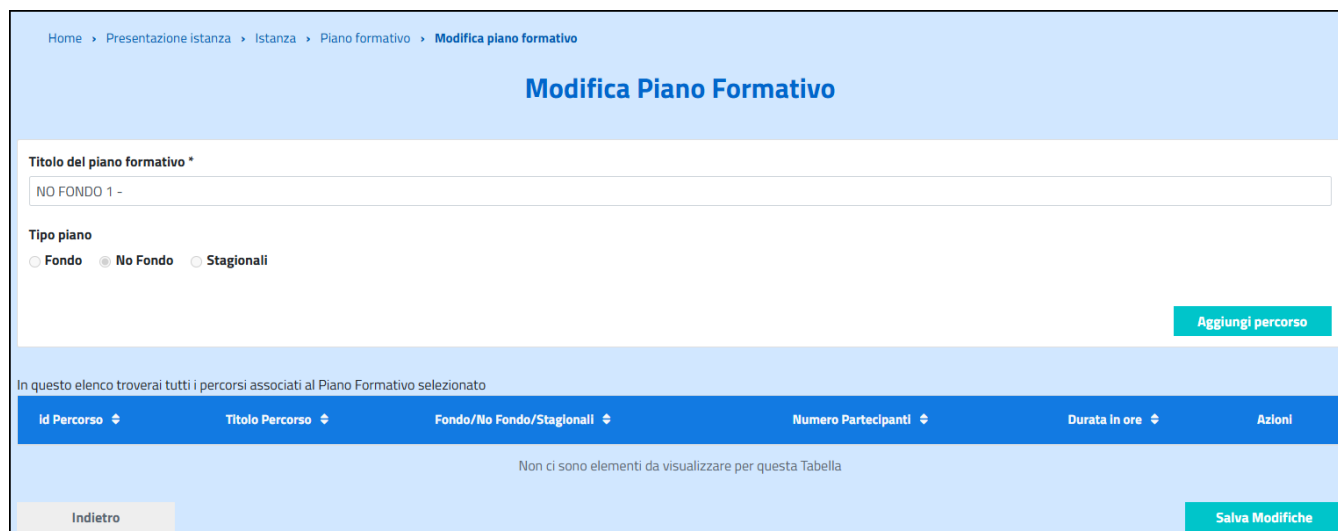 Home › Presentazione istanza › Istanza › Piano formativo › Modifica piano formativo
Modifica Piano Formativo
Titolo del piano formativo *
NO FONDO 1 -
Tipo piano
Fondo No Fondo Stagionali
Aggiungi percorso
In questo elenco troverai tutti i percorsi associati al Piano Formativo selezionato
id Percorso Titolo Percorso Fondo/No Fondo/Stagionali Numero Partecipanti Durata in ore Azioni
Non ci sono elementi da visualizzare per questa Tabella
Indietro Salva Modifiche